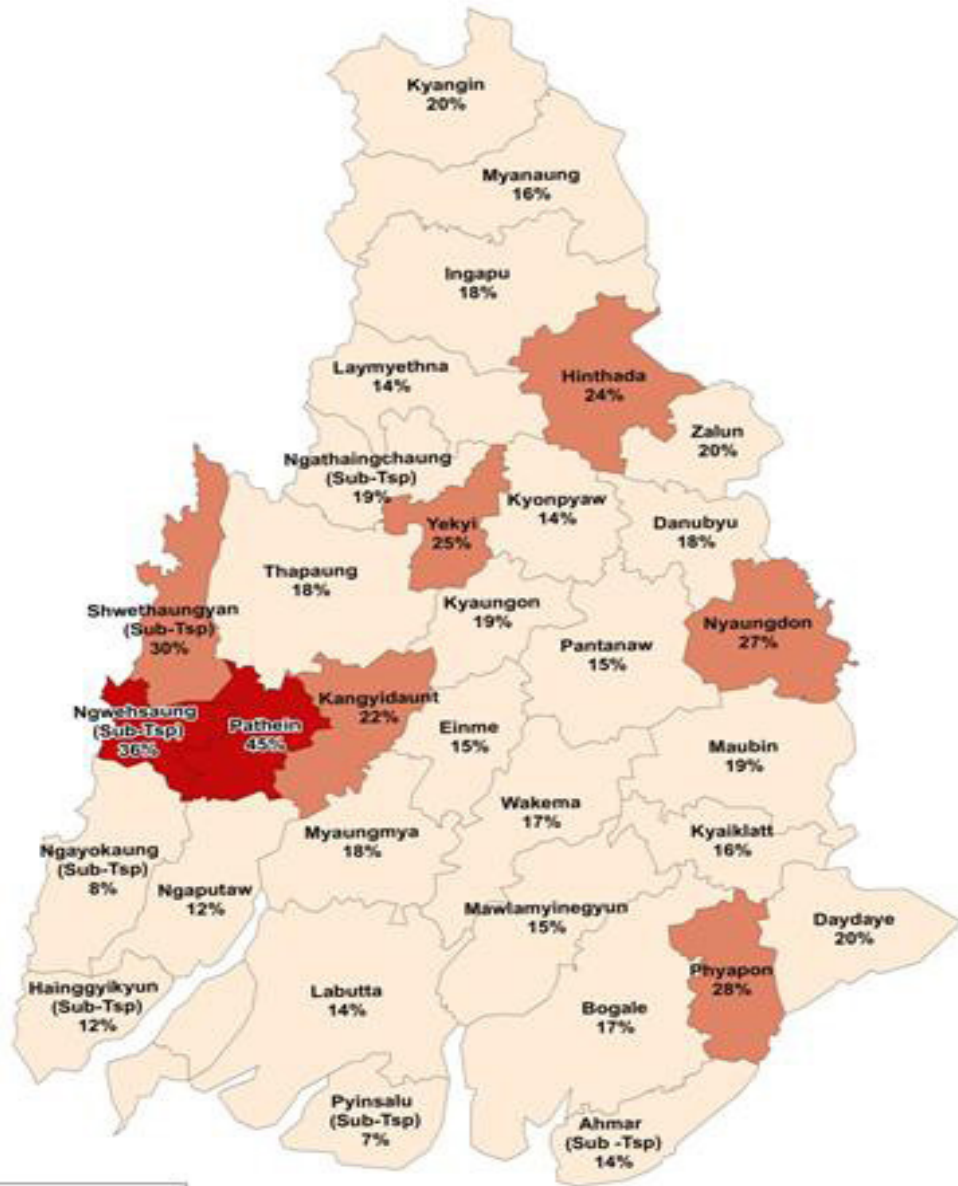 Kyangin
20%
Myanaung
16%
Ingapu
18%
Laymyethna
14%
Hinthada
24%
Zalun
20%
Ngathaingchaung
(Sub-Tsp)
19%
Yekyi
25%
Kyonpyaw
14%
Danubyu
18%
Thapaung
18%
Shwethaungyan
(Sub-Tsp)
30%
Kyaungon
19%
Pantanaw
15%
Nyaungdon
27%
Ngwehsaung
(Sub-Tsp)
36%
Pathein
45%
Kangyidaunt
22%
Einme
15%
Maubin
19%
Wakema
17%
Myaungmya
18%
Kyaiklatt
16%
Ngayokaung
(Sub-Tsp)
8%
Ngaputaw
12%
Mawlamyinegyun
15%
Daydaye
20%
Hainggyikyun
(Sub-Tsp)
12%
Labutta
14%
Bogale
17%
Phyapon
28%
Pyinsalu
(Sub-Tsp)
7%
Ahmar
(Sub -Tsp)
14%